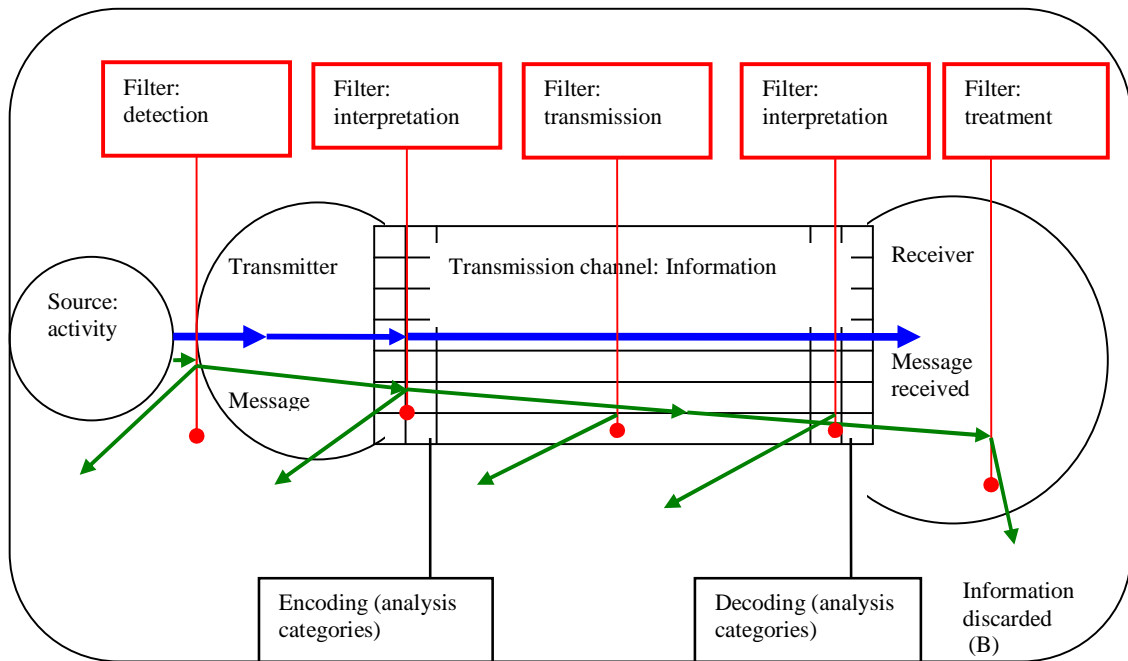 Filter:
detection
Filter:
interpretation
Filter:
transmission
Filter:
interpretation
Filter:
treatment
Source:
activity
Transmitter
Message
Transmission channel: Information
Receiver
Message
received
Encoding (analysis
categories)
Decoding (analysis
categories)
Information
discarded
(B)